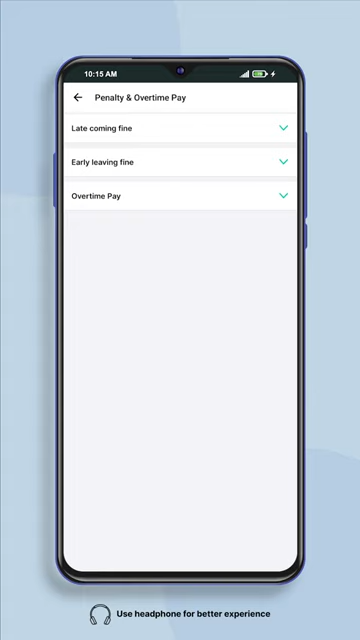 10:15 AM
Penalty & Overtime Pay
Late coming fine
Early leaving fine
Overtime Pay
Use headphone for better experience